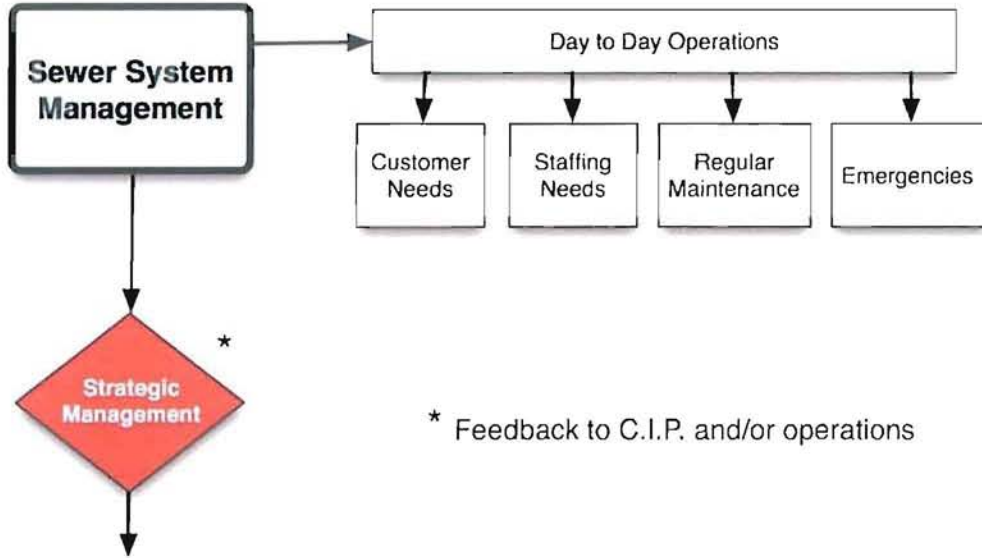 Sewer System
Management
Day to Day Operations
Customer
Needs
Staffing
Needs
Regular
Maintenance
Emergencies
*
Strategic
Management
* Feedback to C.I.P. and/or operations